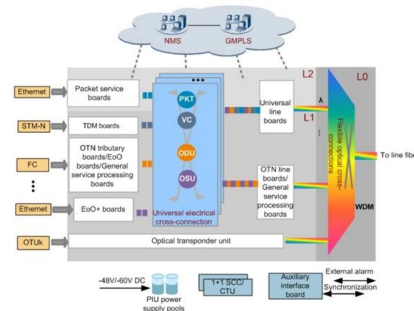 NMS
GMPLS
L2
L0
Ethernet
Packet service
boards
PKT
Universal
line
boards
λ
L1
STM-N
TDM boards
VC
FC
OTN tributary
boards/EoO
boards/General
service processing
boards
ODU
OSU
OTN line
boards/
General
service
processing
boards
Flexible optical cross-
connections
To line fibe
Ethernet
EoO+ boards
Universal electrical
cross-connection
WDM
OTUk
Optical transponder unit
-48V/-60V DC
PIU power
supply pools
1+1 SCC/
CTU
Auxiliary
interface
board
External alarm
Synchronization